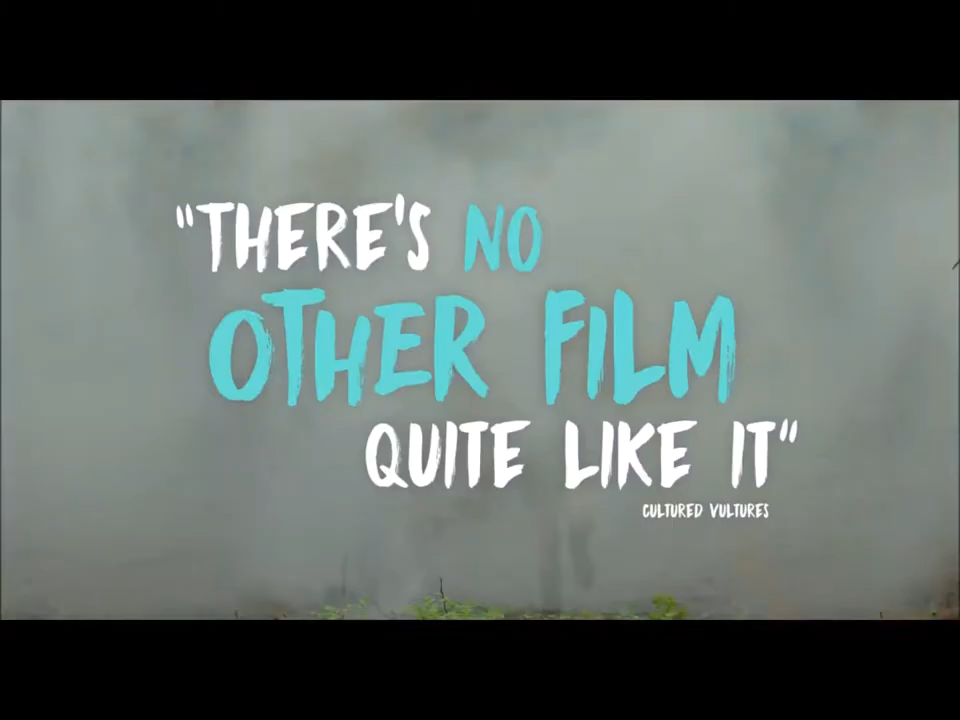 "THERE'S NO
OTHER FILM
QUITE LIKE IT"
CULTURED VULTURES